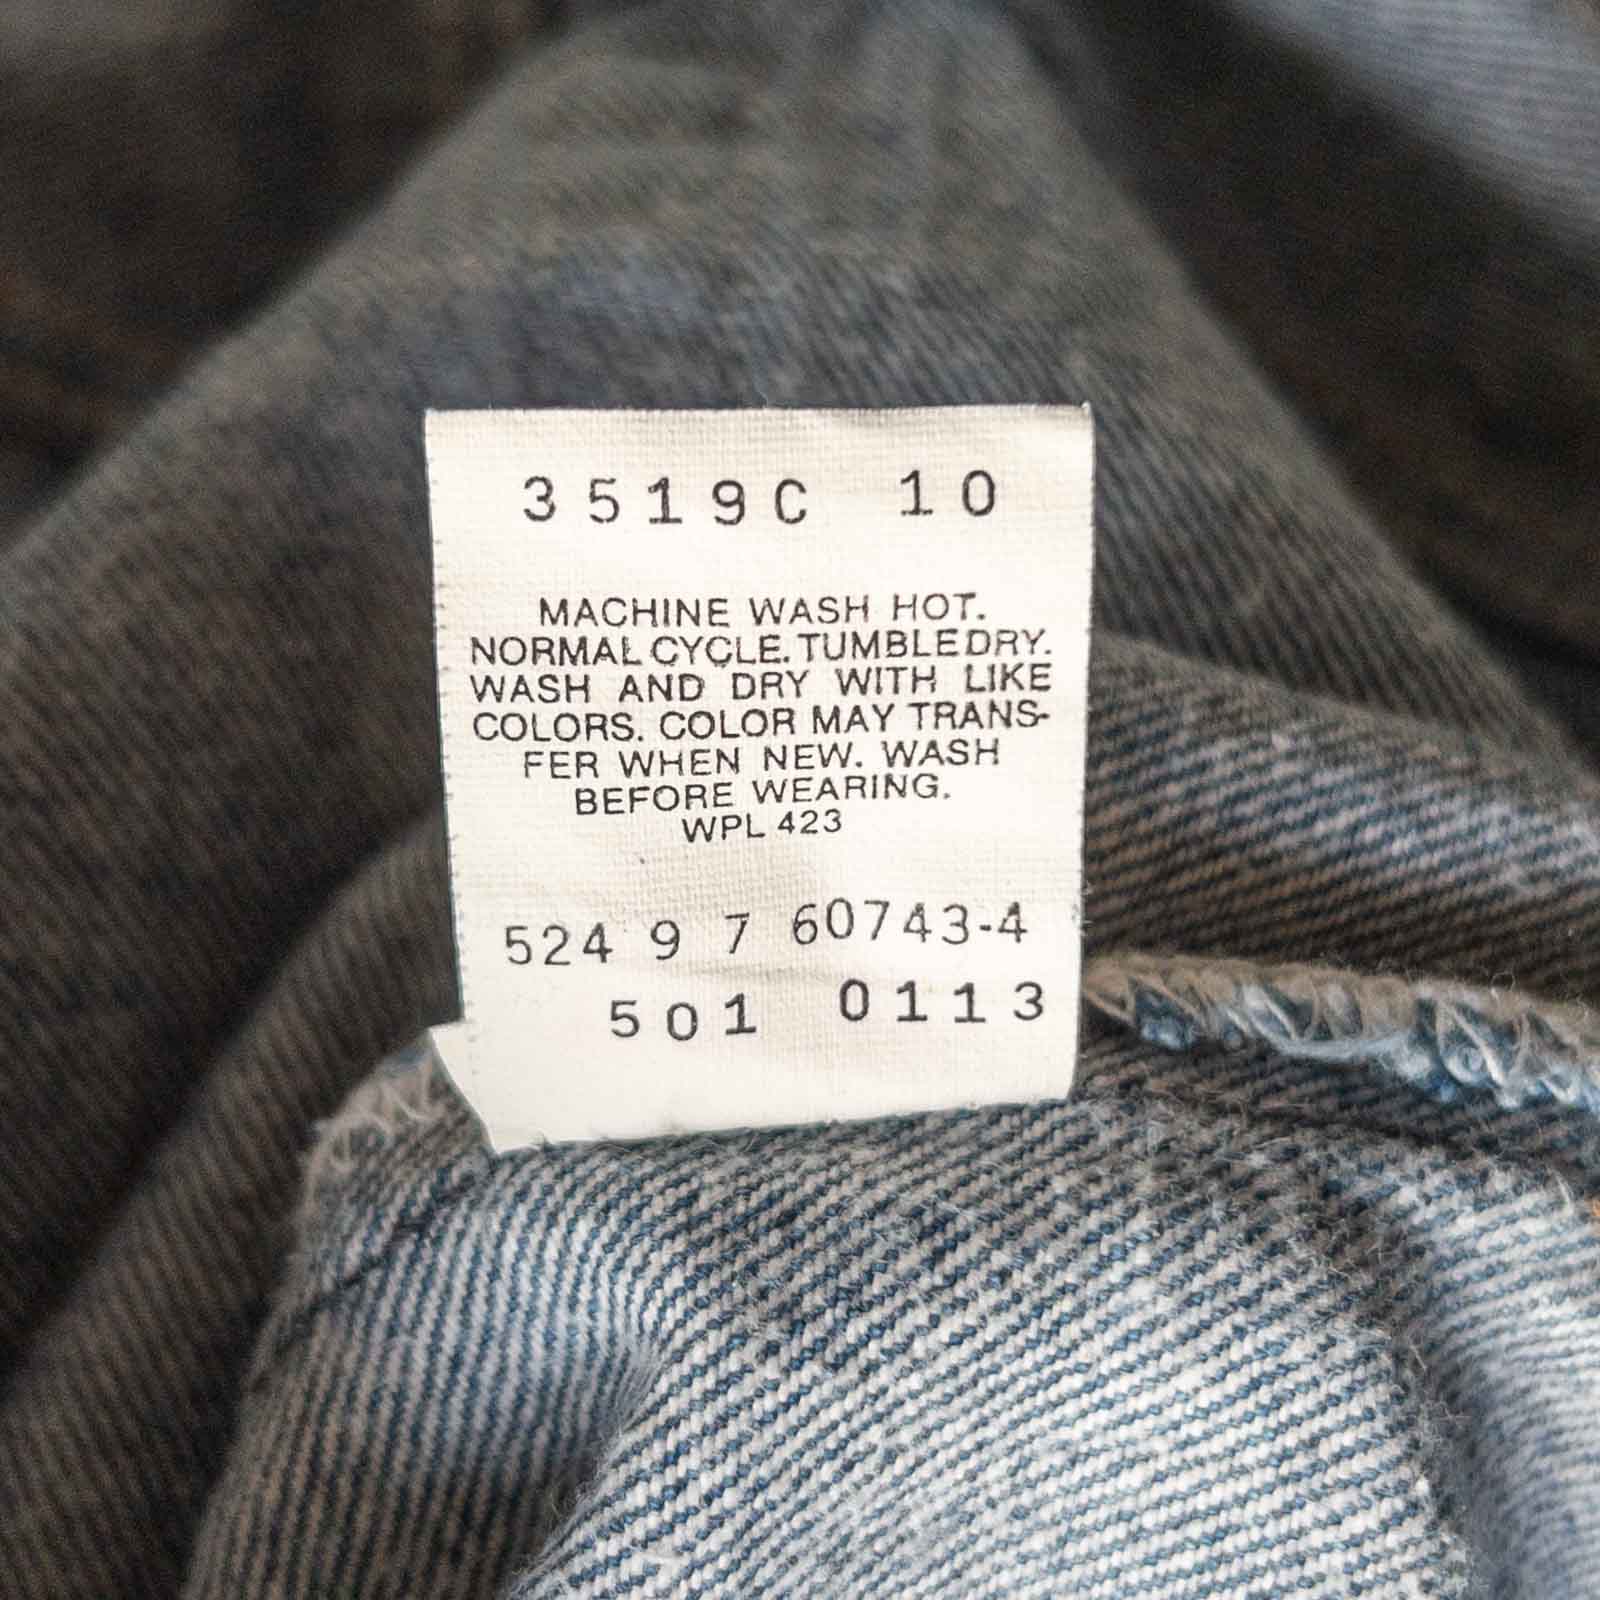 3519C 10
MACHINE WASH HOT.
NORMAL CYCLE. TUMBLE DRY.
WASH AND DRY WITH LIKE
COLORS. COLOR MAY TRANS-
FER WHEN NEW. WASH
BEFORE WEARING.
WPL 423
524 9 7 60743-4
501 0113